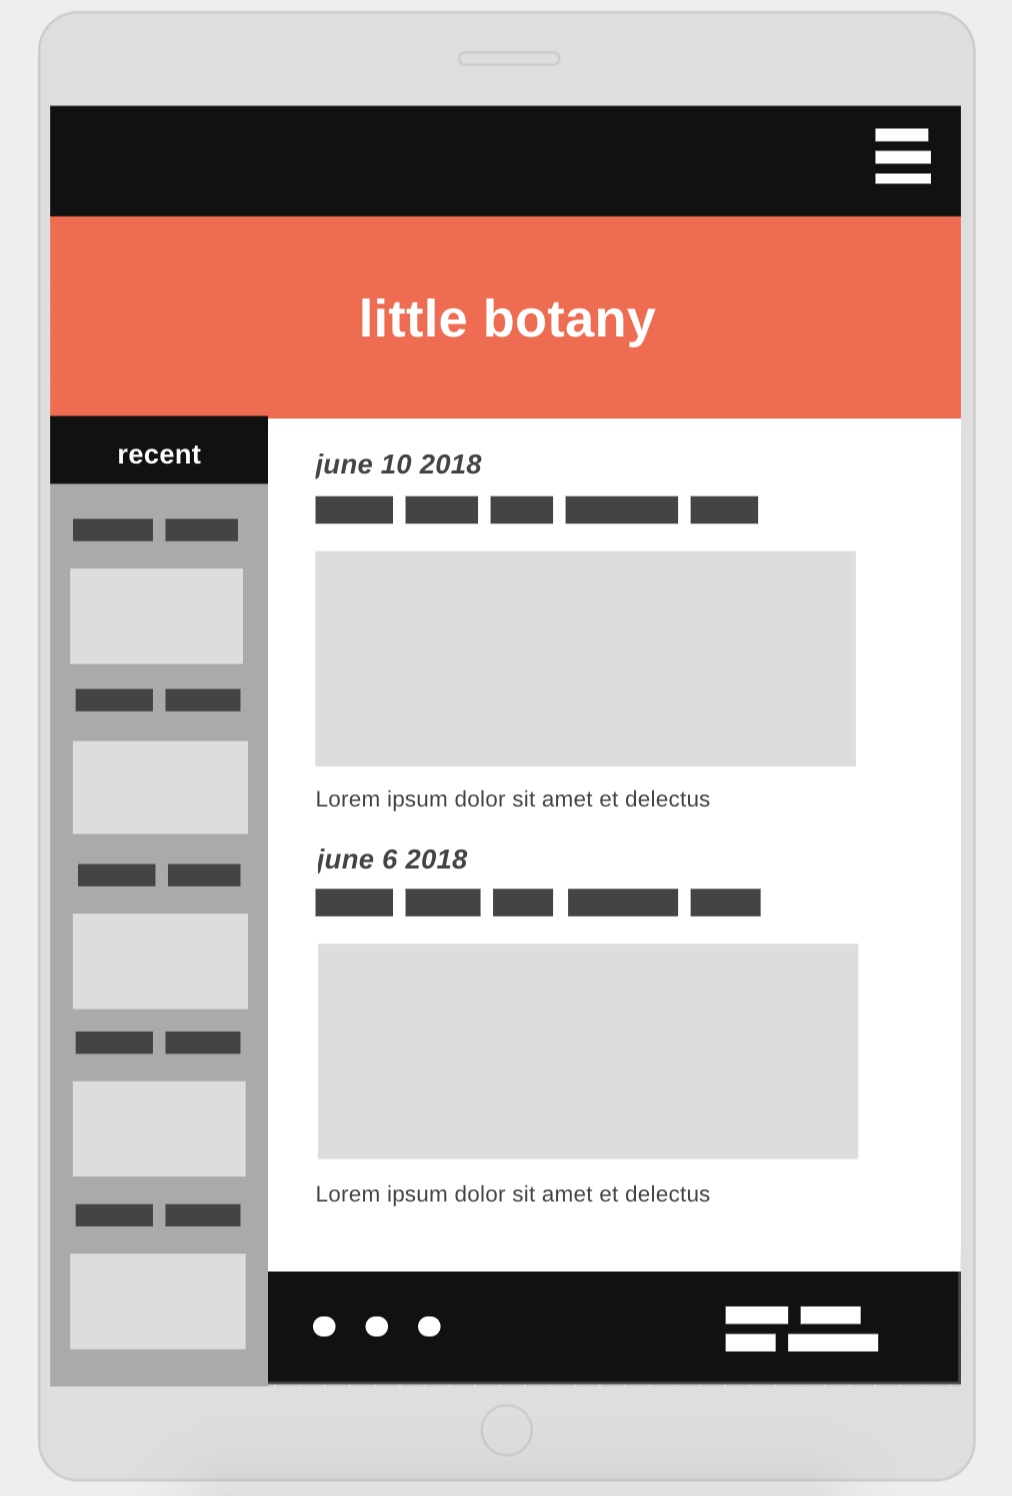 little botany
recent
june 10 2018
Lorem ipsum dolor sit amet et delectus
june 6 2018
Lorem ipsum dolor sit amet et delectus